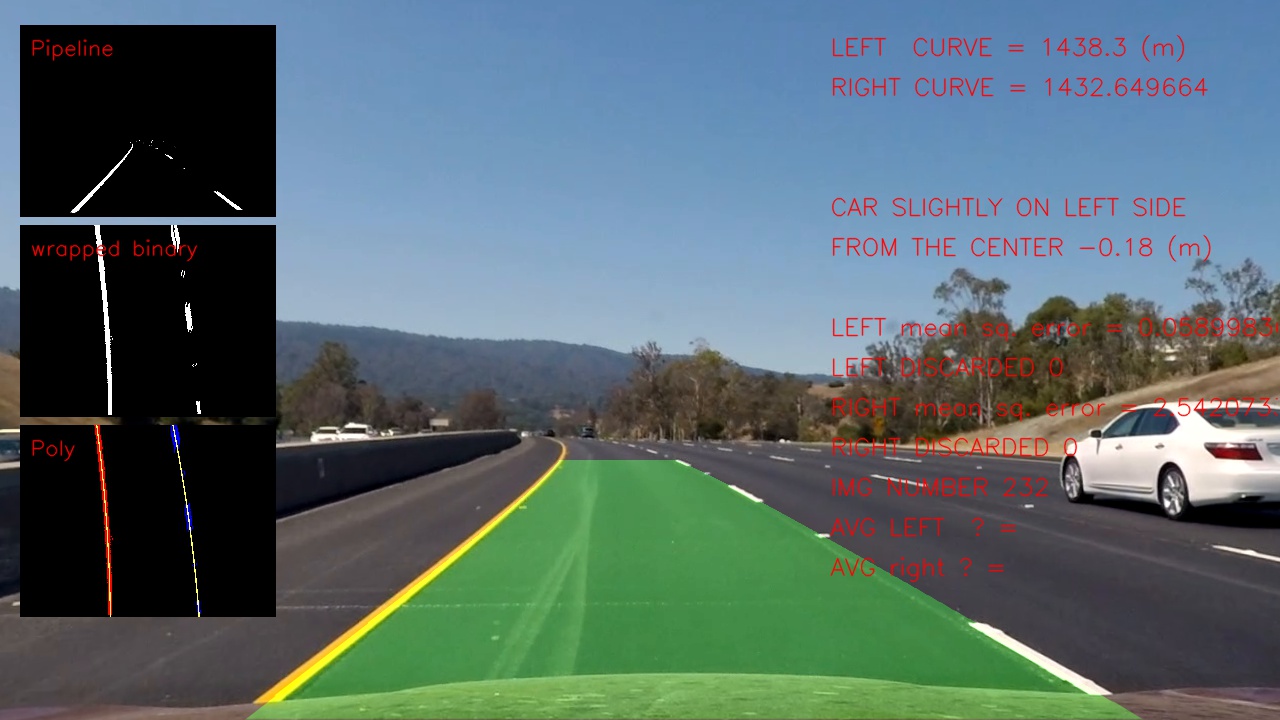 Pipeline
wrapped binary
Poly
LEFT  CURVE = 1438.3 (m)
RIGHT CURVE = 1432.649664
CAR SLIGHTLY ON LEFT SIDE
FROM THE CENTER -0.18 (m)
LEFT mean sq. error = 0.0589983
LEFT DISCARDED 0
RIGHT mean sq. error = 2.542073
RIGHT DISCARDED 0
IMG NUMBER 232
AVG LEFT  ? =
AVG right ? =